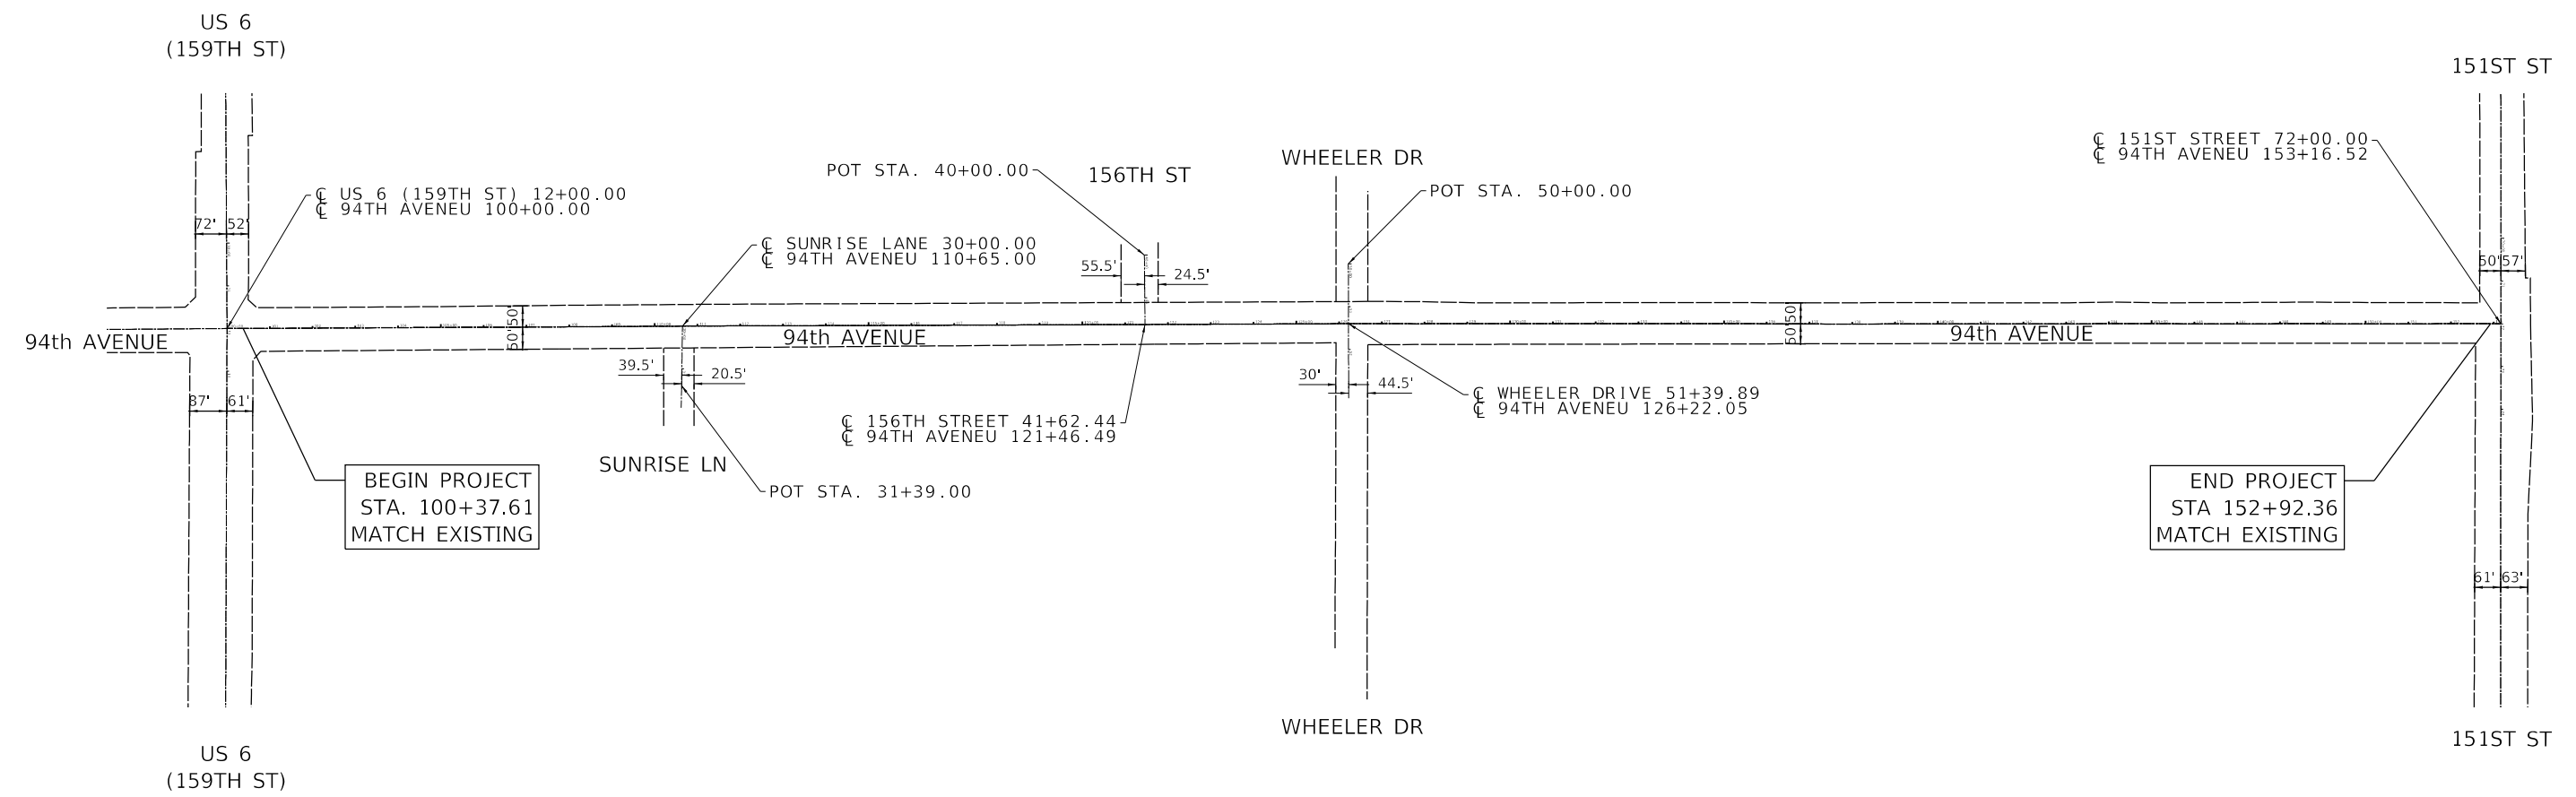 US 6
(159TH ST)
151ST ST
℄ 151ST STREET 72+00.00
℄ 94TH AVENEU 153+16.52
WHEELER DR
POT STA. 40+00.00
156TH ST
POT STA. 50+00.00
℄ US 6 (159TH ST) 12+00.00
℄ 94TH AVENEU 100+00.00
72' 52'
℄ SUNRISE LANE 30+00.00
℄ 94TH AVENEU 110+65.00
55.5'
24.5'
50' 57'
50' 50'
50' 50'
94th AVENUE
94th AVENUE
94th AVENUE
39.5'
20.5'
30'
44.5'
87' 61'
℄ WHEELER DRIVE 51+39.89
℄ 94TH AVENEU 126+22.05
℄ 156TH STREET 41+62.44
℄ 94TH AVENEU 121+46.49
SUNRISE LN
POT STA. 31+39.00
BEGIN PROJECT
STA. 100+37.61
MATCH EXISTING
END PROJECT
STA 152+92.36
MATCH EXISTING
61' 63'
WHEELER DR
151ST ST
US 6
(159TH ST)